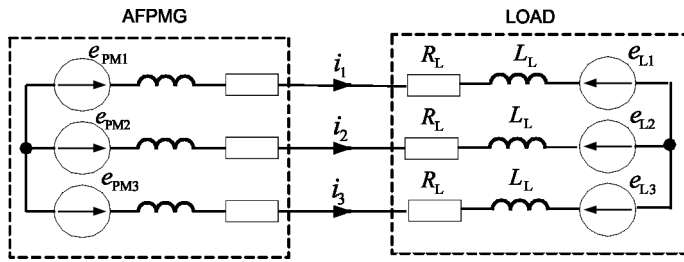 AFPMG LOAD
e_PM1 i_1 R_L L_L e_L1
e_PM2 i_2 R_L L_L e_L2
e_PM3 i_3 R_L L_L e_L3